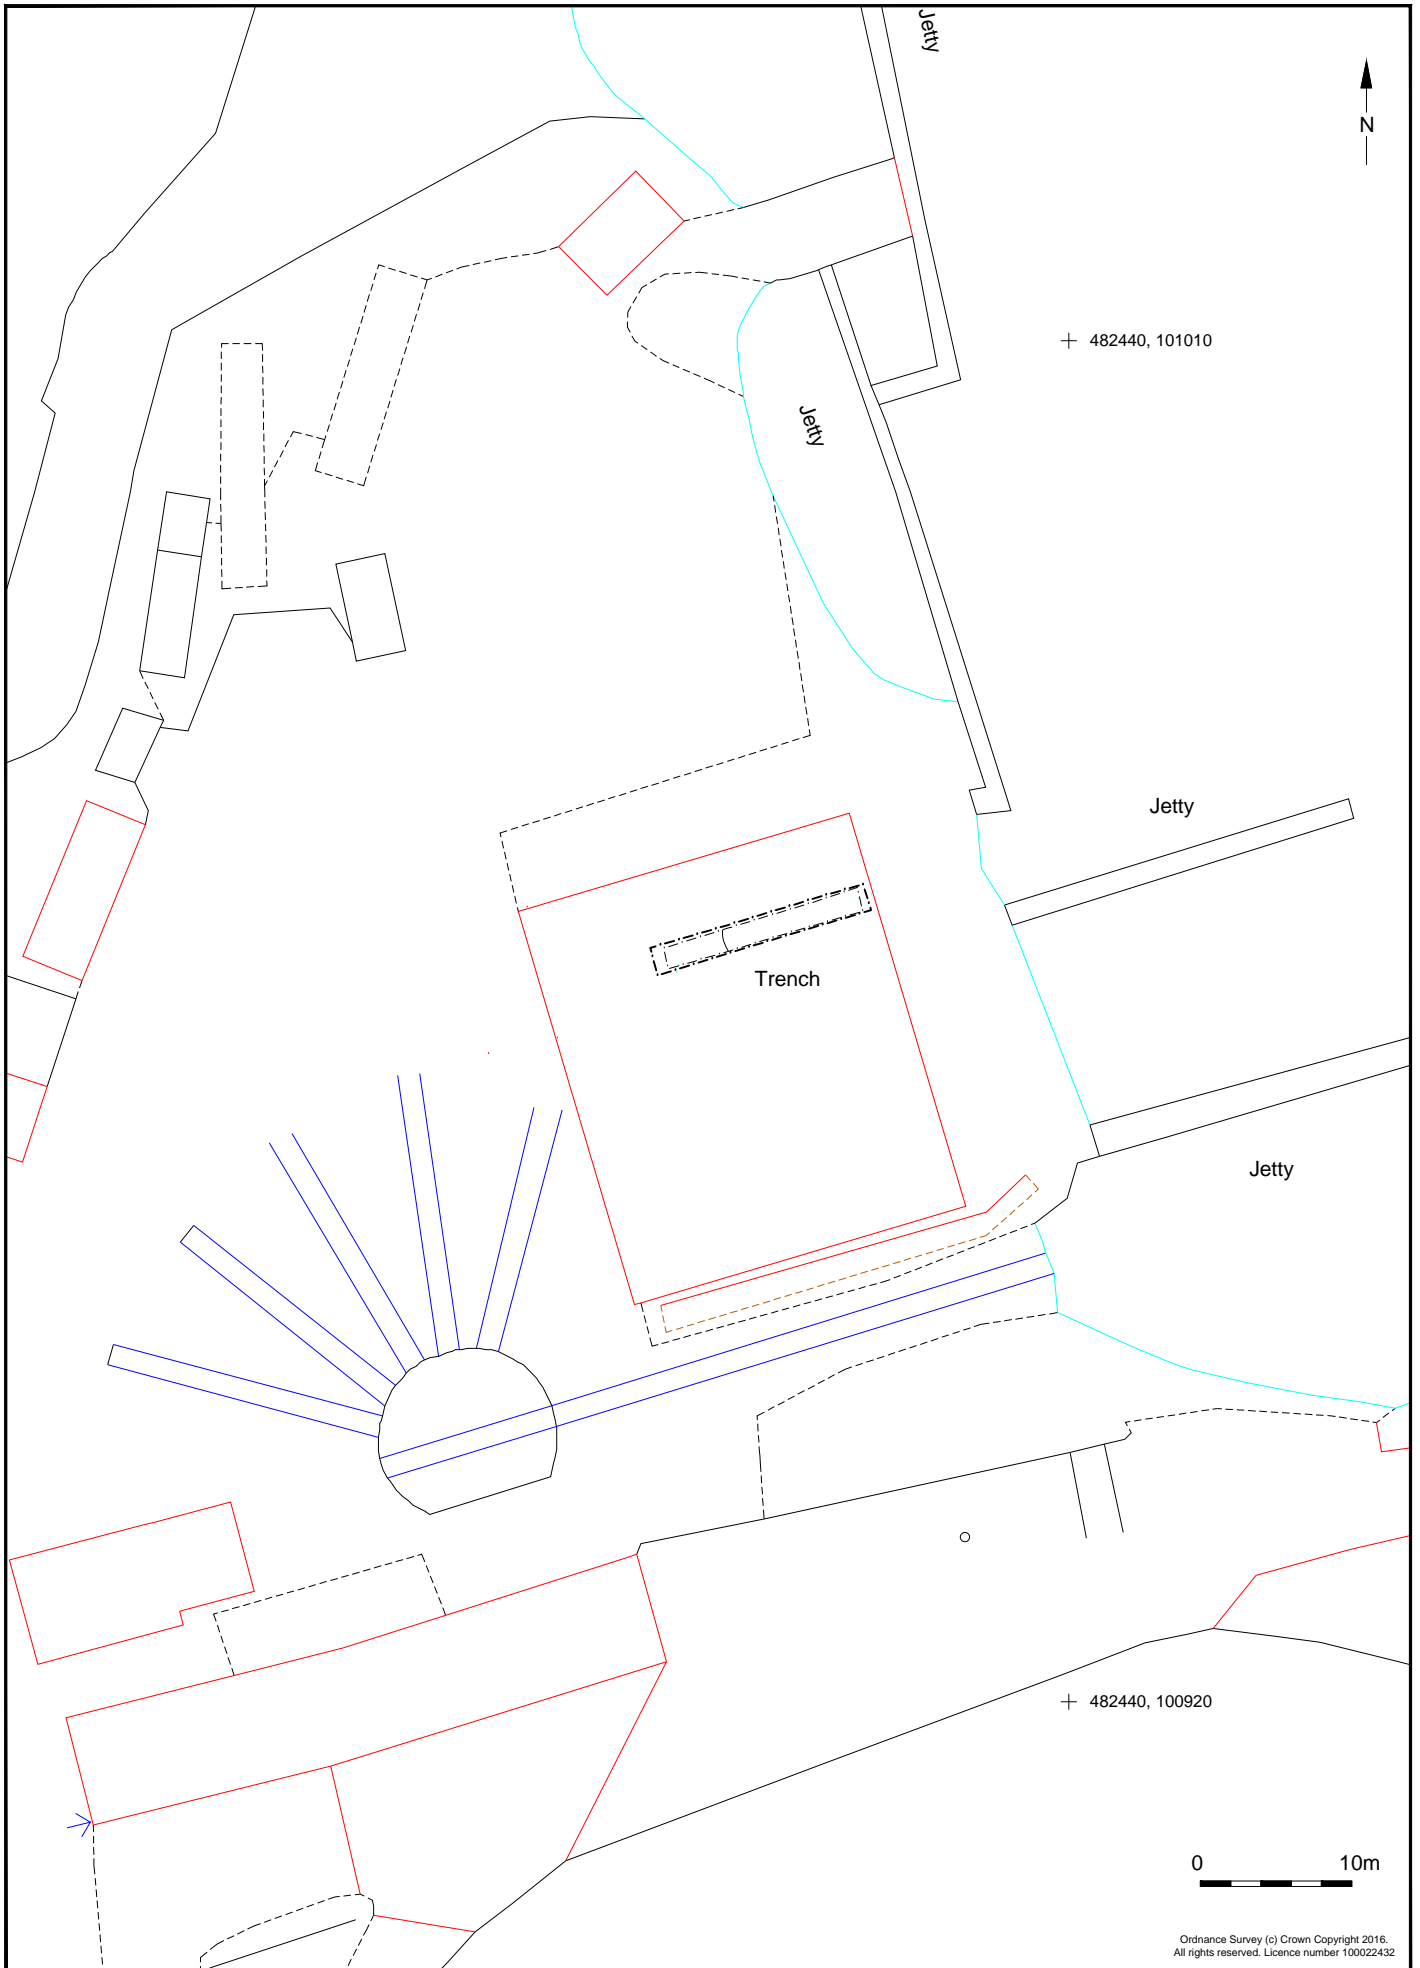 Jetty
N
482440, 101010
Jetty
Jetty
Trench
Jetty
482440, 100920
0 10m
Ordnance Survey (c) Crown Copyright 2016.
All rights reserved. Licence number 100022432